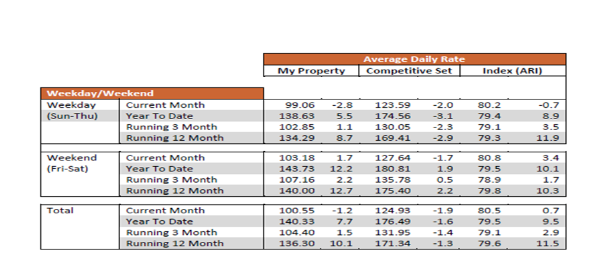 Average Daily Rate
My Property Competitive Set Index (ARI)
Weekday/Weekend
Weekday Current Month 99.06 -2.8 123.59 -2.0 80.2 -0.7
(Sun-Thu) Year To Date 138.63 5.5 174.56 -3.1 79.4 8.9
Running 3 Month 102.85 1.1 130.05 -2.3 79.1 3.5
Running 12 Month 134.29 8.7 169.41 -2.9 79.3 11.9
Weekend Current Month 103.18 1.7 127.64 -1.7 80.8 3.4
(Fri-Sat) Year To Date 143.73 12.2 180.81 1.9 79.5 10.1
Running 3 Month 107.16 2.2 135.78 0.5 78.9 1.7
Running 12 Month 140.00 12.7 175.40 2.2 79.8 10.3
Total Current Month 100.55 -1.2 124.93 -1.9 80.5 0.7
Year To Date 140.33 7.7 176.49 -1.6 79.5 9.5
Running 3 Month 104.40 1.5 131.95 -1.4 79.1 2.9
Running 12 Month 136.30 10.1 171.34 -1.3 79.6 11.5